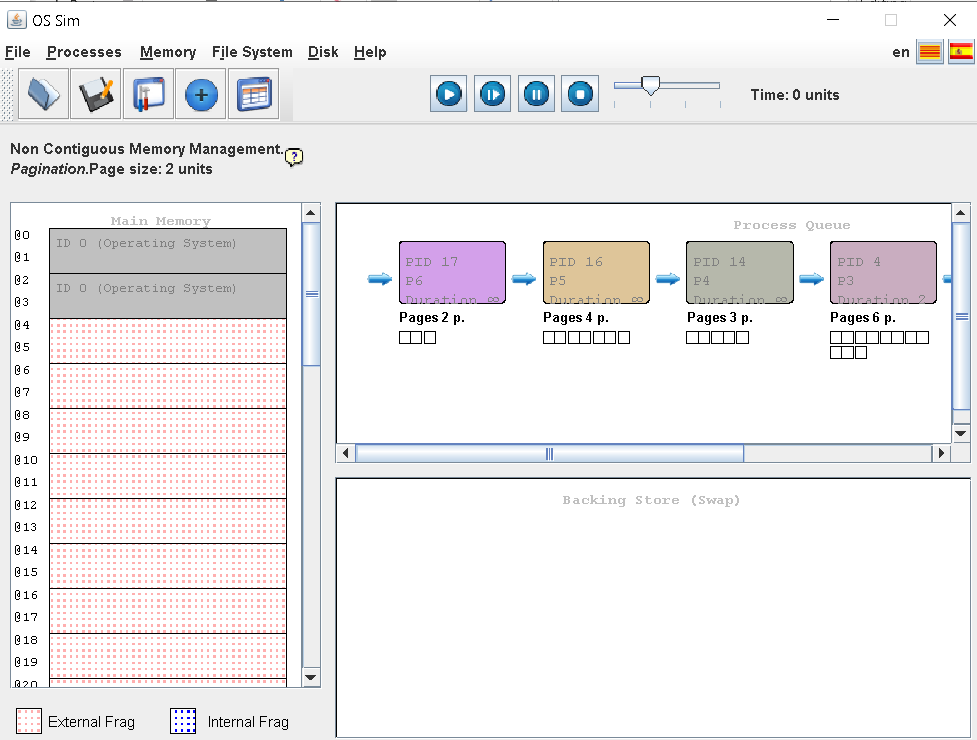 OS Sim
File Processes Memory File System Disk Help en
Time: 0 units
Non Contiguous Memory Management.
?
Pagination.Page size: 2 units
Main Memory
@0
ID 0 (Operating System)
@1
@2
ID 0 (Operating System)
@3
@4
@5
@6
@7
@8
@9
@10
@11
@12
@13
@14
@15
@16
@17
@18
@19
@20
External Frag Internal Frag
Process Queue
PID 17
P6
Duration ∞
Pages 2 p.
PID 16
P5
Duration ∞
Pages 4 p.
PID 14
P4
Duration ∞
Pages 3 p.
PID 4
P3
Duration 2
Pages 6 p.
Backing Store (Swap)